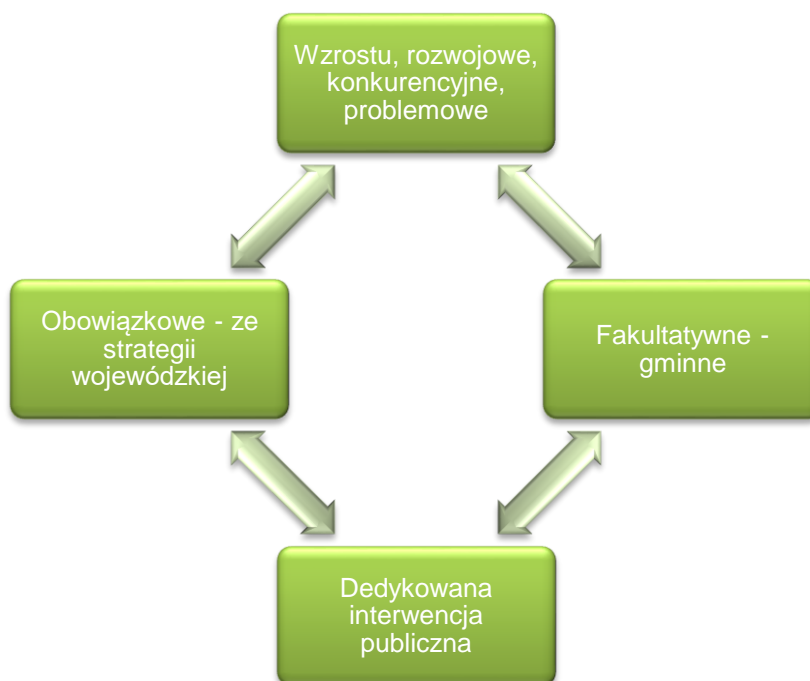 Wzrostu, rozwojowe,
konkurencyjne,
problemowe
Obowiązkowe - ze
strategii
wojewódzkiej
Fakultatywne -
gminne
Dedykowana
interwencja
publiczna